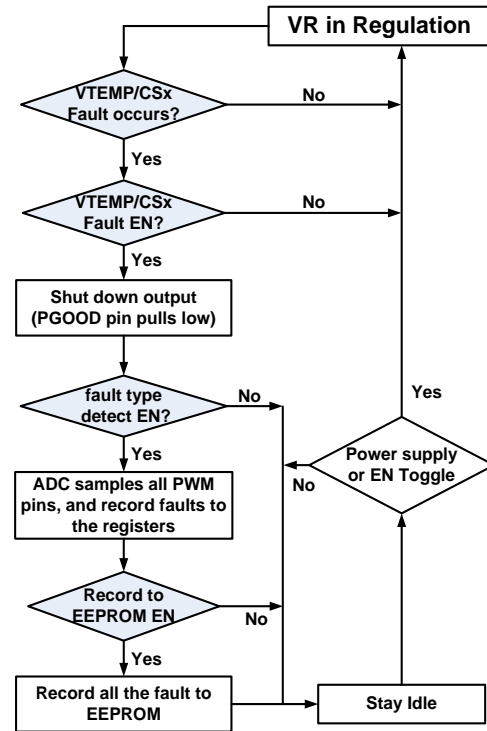 VR in Regulation
VTEMP/CSx
Fault occurs?
No
Yes
VTEMP/CSx
Fault EN?
No
Yes
Shut down output
(PGOOD pin pulls low)
fault type
detect EN?
No
Yes
Yes
Power supply
or EN Toggle
No
ADC samples all PWM
pins, and record faults to
the registers
Record to
EEPROM EN
No
Yes
Record all the fault to
EEPROM
Stay Idle